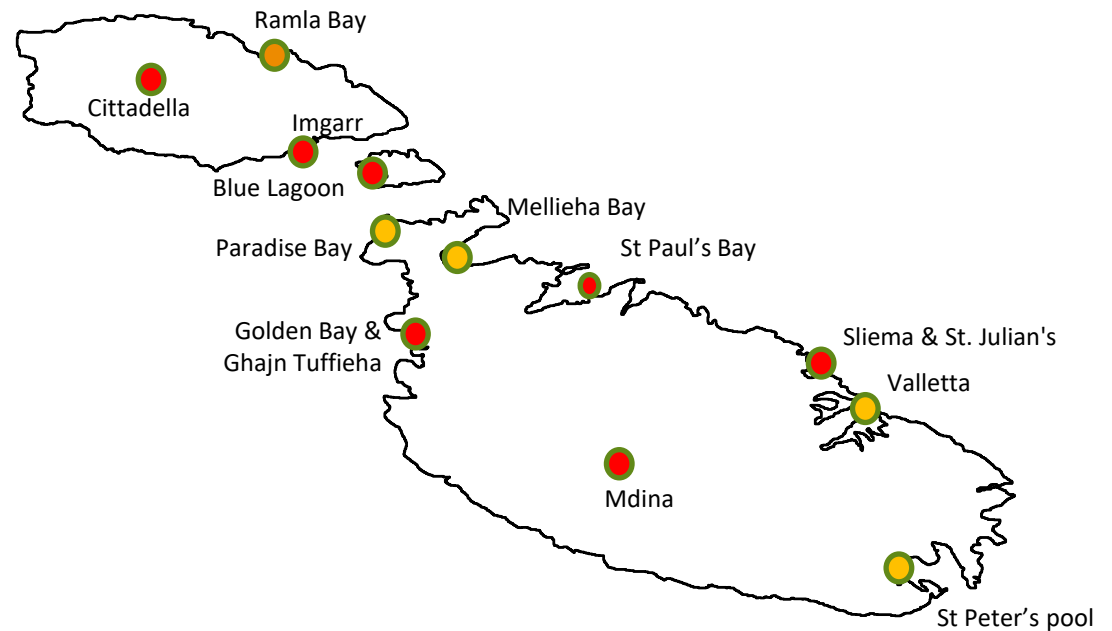 Ramla Bay
Cittadella
Imgarr
Blue Lagoon
Mellieha Bay
Paradise Bay
St Paul’s Bay
Golden Bay &
Ghajn Tuffieha
Sliema & St. Julian's
Valletta
Mdina
St Peter’s pool